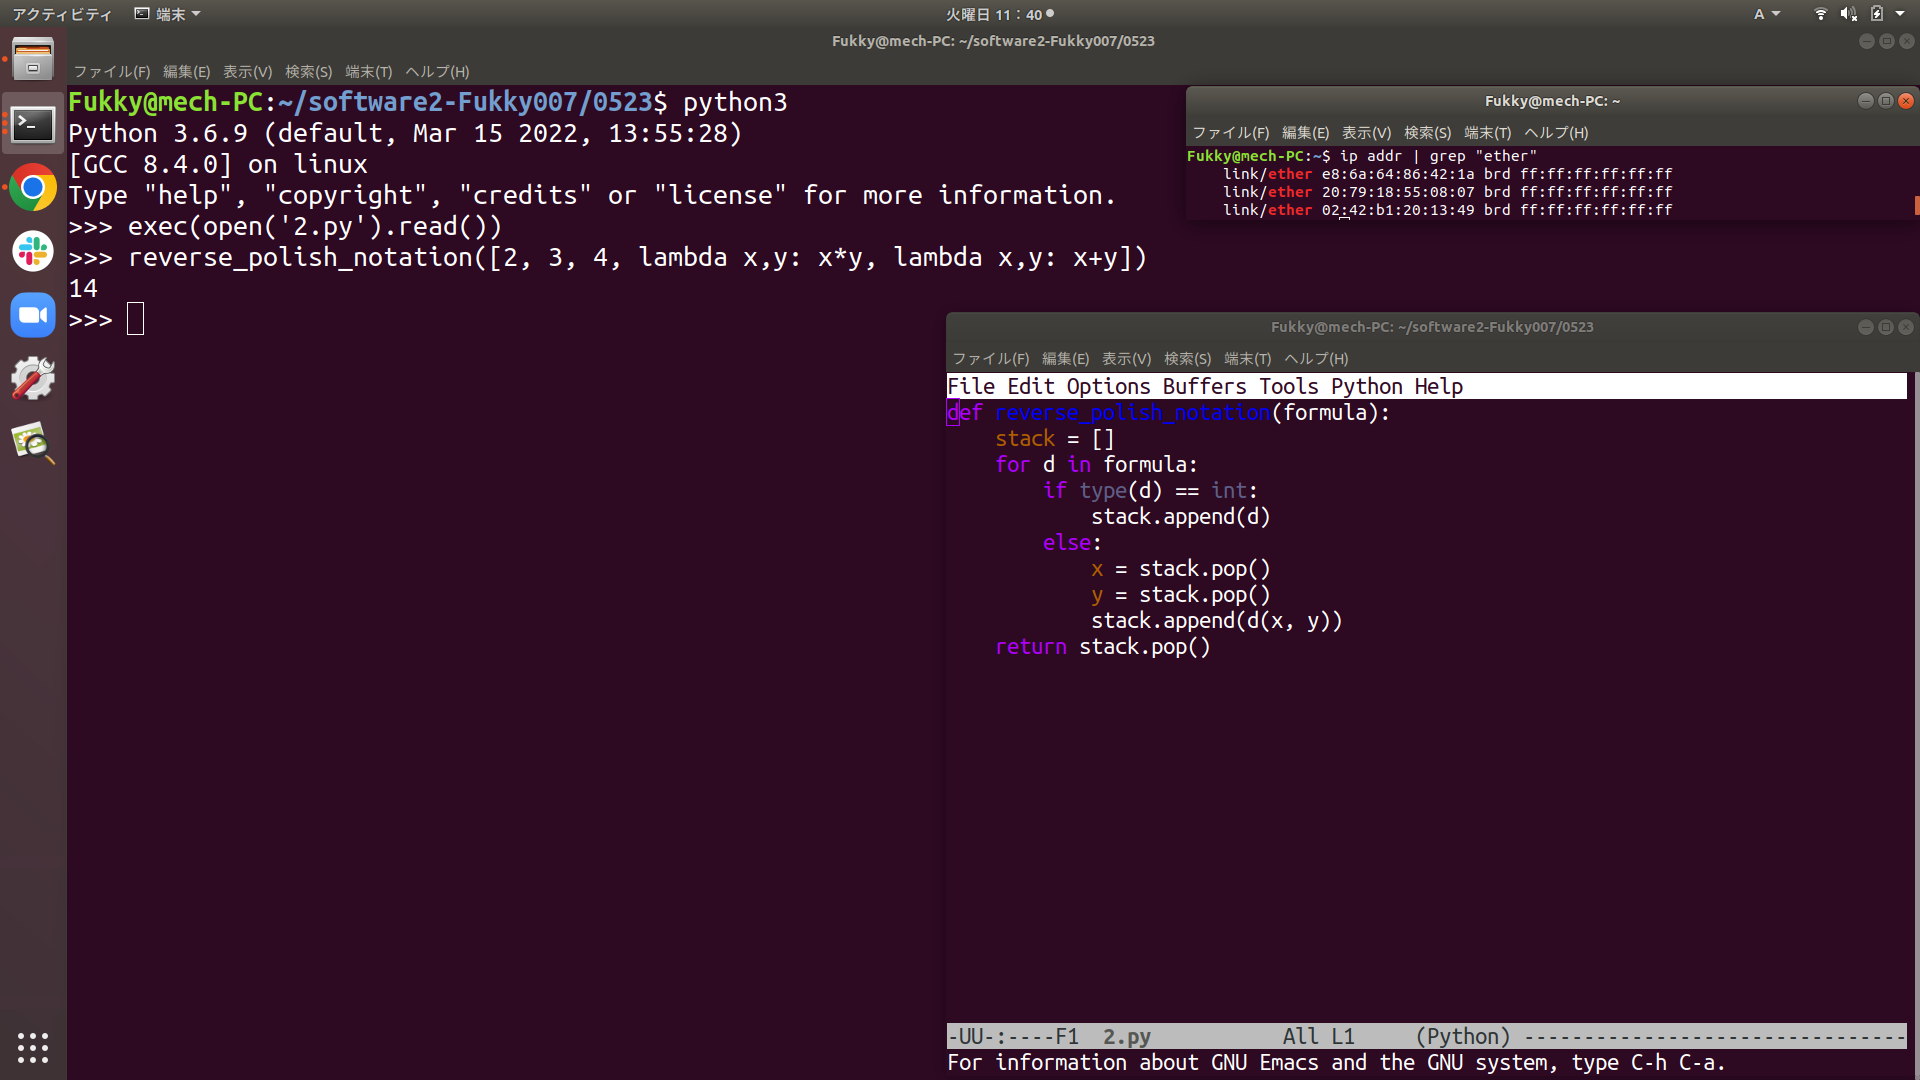 アクティビティ 端末 火曜日 11：40 A
Fukky@mech-PC: ~/software2-Fukky007/0523
ファイル(F) 編集(E) 表示(V) 検索(S) 端末(T) ヘルプ(H)
Fukky@mech-PC:~/software2-Fukky007/0523$ python3
Python 3.6.9 (default, Mar 15 2022, 13:55:28)
[GCC 8.4.0] on linux
Type "help", "copyright", "credits" or "license" for more information.
>>> exec(open('2.py').read())
>>> reverse_polish_notation([2, 3, 4, lambda x,y: x*y, lambda x,y: x+y])
14
>>>
Fukky@mech-PC: ~
ファイル(F) 編集(E) 表示(V) 検索(S) 端末(T) ヘルプ(H)
Fukky@mech-PC:~$ ip addr | grep "ether"
    link/ether e8:6a:64:86:42:1a brd ff:ff:ff:ff:ff:ff
    link/ether 20:79:18:55:08:07 brd ff:ff:ff:ff:ff:ff
    link/ether 02:42:b1:20:13:49 brd ff:ff:ff:ff:ff:ff
Fukky@mech-PC: ~/software2-Fukky007/0523
ファイル(F) 編集(E) 表示(V) 検索(S) 端末(T) ヘルプ(H)
File Edit Options Buffers Tools Python Help
def reverse_polish_notation(formula):
    stack = []
    for d in formula:
        if type(d) == int:
            stack.append(d)
        else:
            x = stack.pop()
            y = stack.pop()
            stack.append(d(x, y))
    return stack.pop()
-UU-:----F1  2.py           All L1     (Python) --------------------------------
For information about GNU Emacs and the GNU system, type C-h C-a.